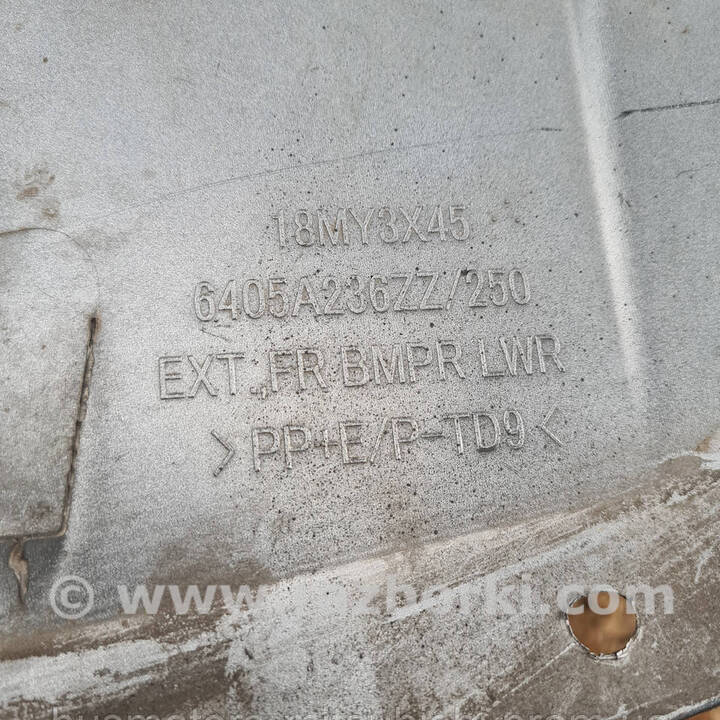 18MY3X45
6405A236ZZ/250
EXT.,FR BMPR LWR
>PP+E/P-TD9<
© www.razborki.com